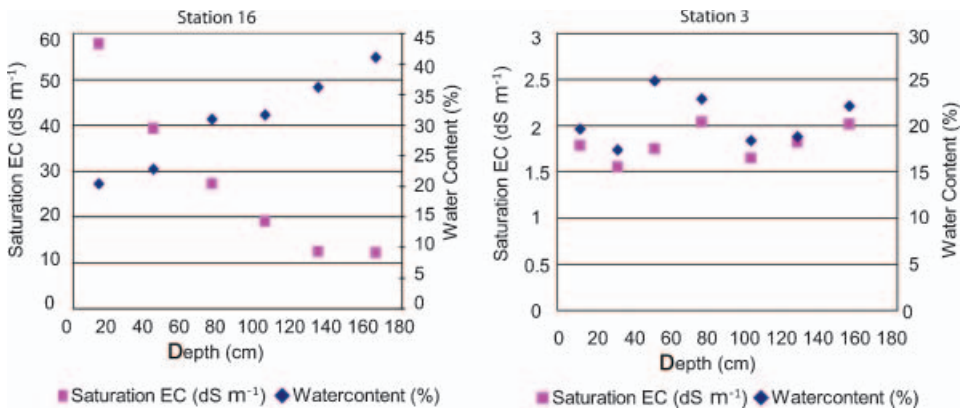 Station 16
60
50
40
30
20
10
0
Saturation EC (dS m⁻¹)
45
40
35
30
25
20
15
10
5
0
Water Content (%)
0 20 40 60 80 100 120 140 160 180
Depth (cm)
Saturation EC (dS m⁻¹) Watercontent (%)
Station 3
3
2.5
2
1.5
1
0.5
0
Saturation EC (dS m⁻¹)
30
25
20
15
10
5
0
Water Content (%)
20 40 60 80 100 120 140 160 180
Depth (cm)
Saturation EC (dS m⁻¹) Watercontent (%)